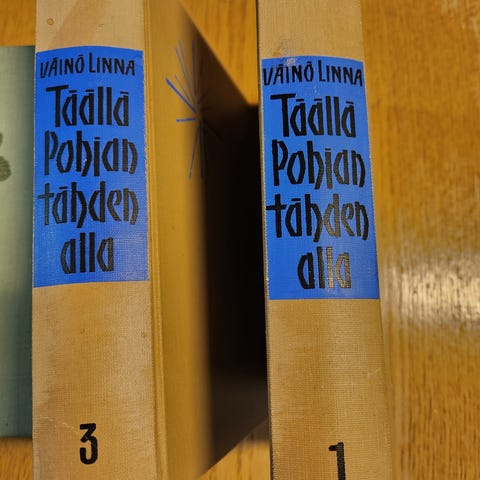 VÄINÖ LINNA
Täällä
Pohjan
tähden
alla
3
VÄINÖ LINNA
Täällä
Pohjan
tähden
alla
1